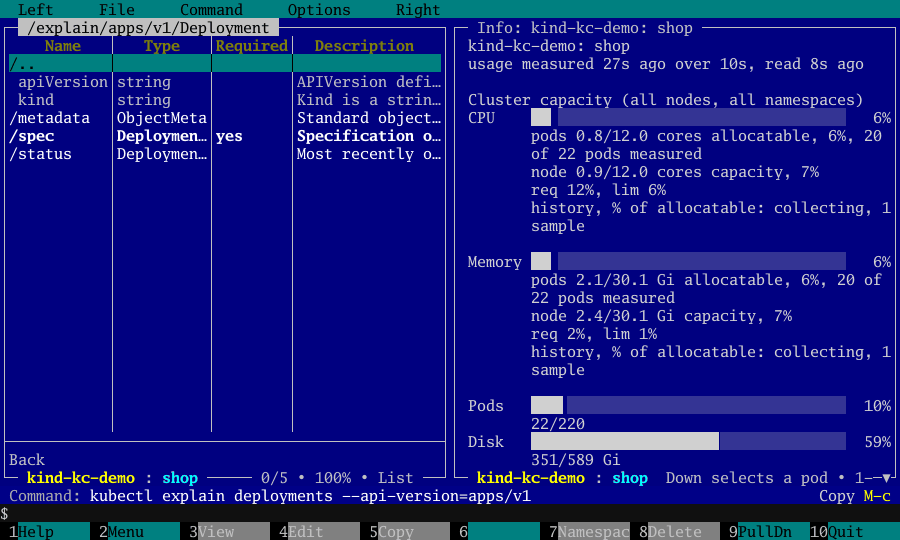 Left File Command Options Right
/explain/apps/v1/Deployment
Name Type Required Description
/..
apiVersion string APIVersion defi…
kind string Kind is a strin…
/metadata ObjectMeta Standard object…
/spec Deploymen… yes Specification o…
/status Deploymen… Most recently o…
Back
kind-kc-demo : shop 0/5 • 100% • List
Info: kind-kc-demo: shop
kind-kc-demo: shop
usage measured 27s ago over 10s, read 8s ago
Cluster capacity (all nodes, all namespaces)
CPU 6%
pods 0.8/12.0 cores allocatable, 6%, 20
of 22 pods measured
node 0.9/12.0 cores capacity, 7%
req 12%, lim 6%
history, % of allocatable: collecting, 1
sample
Memory 6%
pods 2.1/30.1 Gi allocatable, 6%, 20 of
22 pods measured
node 2.4/30.1 Gi capacity, 7%
req 2%, lim 1%
history, % of allocatable: collecting, 1
sample
Pods 10%
22/220
Disk 59%
351/589 Gi
kind-kc-demo : shop Down selects a pod • 1─▼
Command: kubectl explain deployments --api-version=apps/v1 Copy M-c
$
1Help 2Menu 3View 4Edit 5Copy 6 7Namespac 8Delete 9PullDn 10Quit